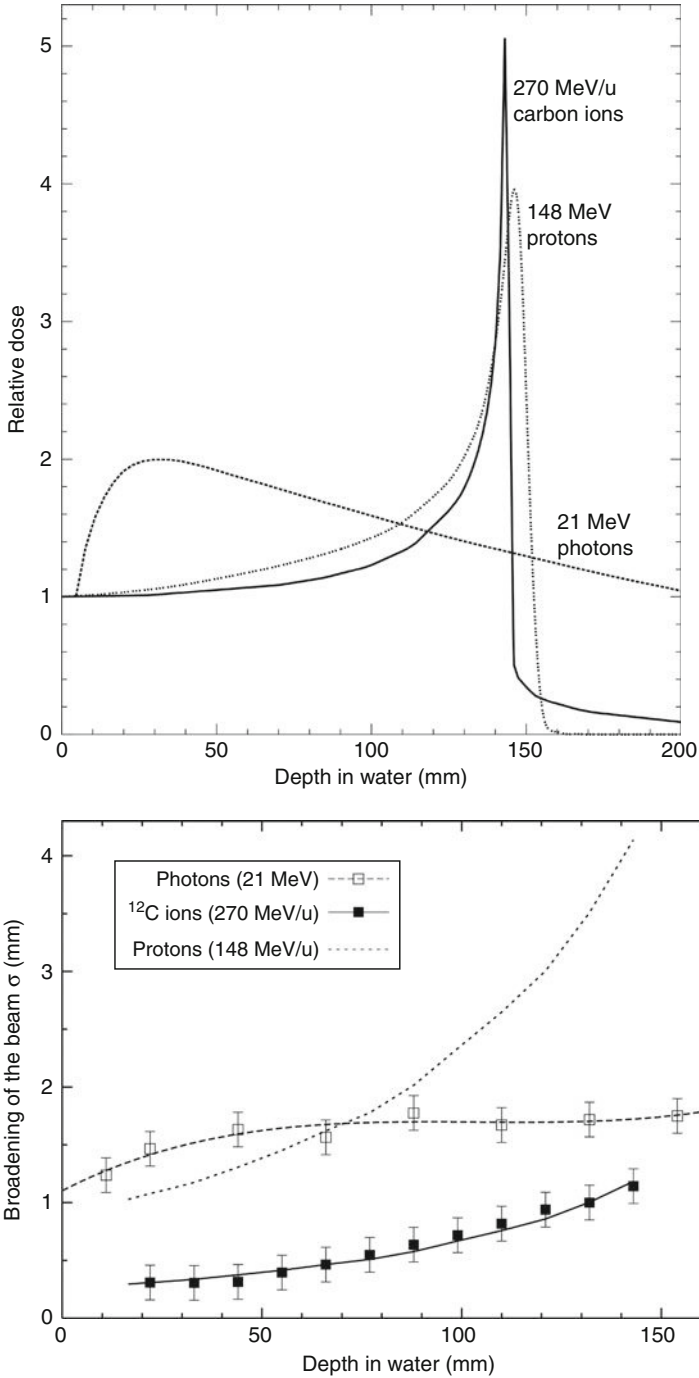 5
270 MeV/u
carbon ions
4
148 MeV
protons
3
Relative dose
2
21 MeV
photons
1
0
0 50 100 150 200
Depth in water (mm)
4
Photons (21 MeV)
¹²C ions (270 MeV/u)
Protons (148 MeV/u)
3
Broadening of the beam σ (mm)
2
1
0
0 50 100 150
Depth in water (mm)